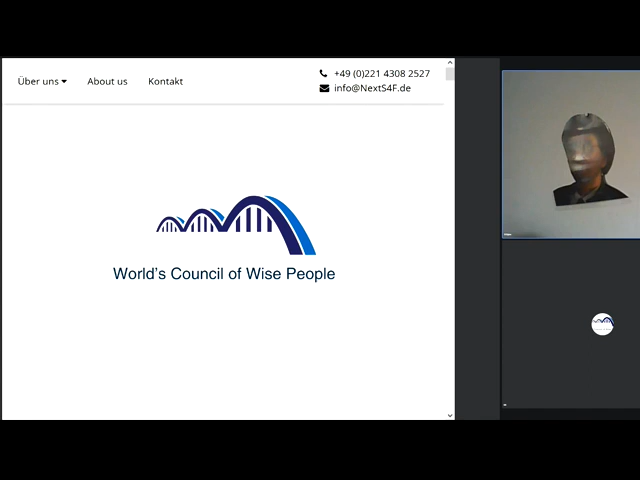 Über uns
About us
Kontakt
+49 (0)221 4308 2527
info@NextS4F.de
World's Council of Wise People